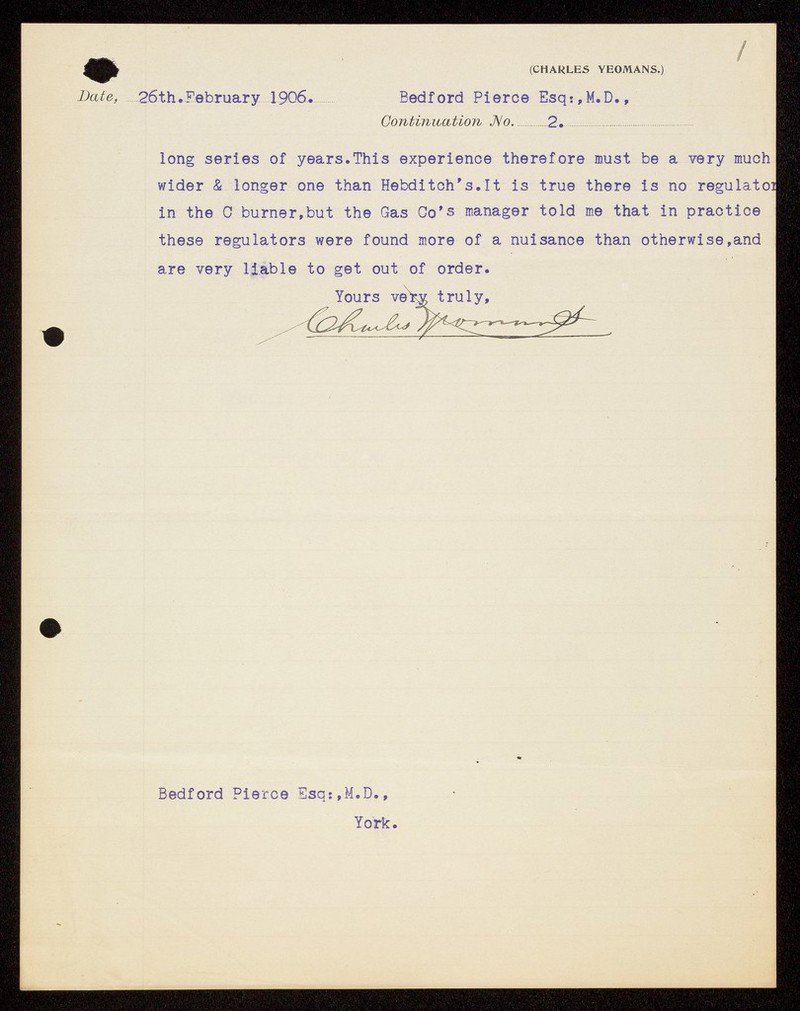 /
(CHARLES YEOMANS.)
Date, 26th.February 1906. Bedford Pierce Esq:,M.D.,
Continuation No. 2.
long series of years.This experience therefore must be a very much
wider & longer one than Hebditch's.It is true there is no regulator
in the C burner,but the Gas Co's manager told me that in practice
these regulators were found more of a nuisance than otherwise,and
are very liable to get out of order.
Yours very truly,
Charles Yeomans
Bedford Pierce Esq:,M.D.,
York.